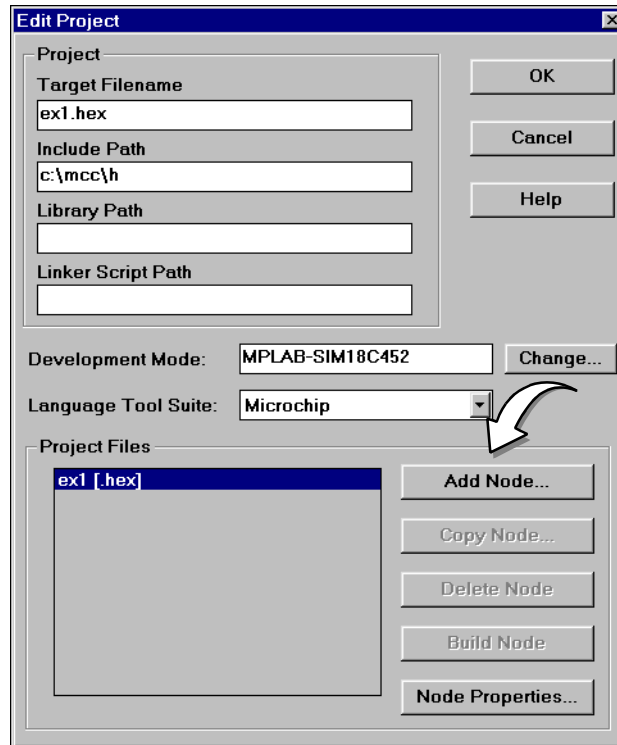 Edit Project
Project
Target Filename
ex1.hex
Include Path
c:\mcc\h
Library Path
Linker Script Path
OK
Cancel
Help
Development Mode: MPLAB-SIM18C452 Change...
Language Tool Suite: Microchip
Project Files
ex1 [.hex]
Add Node...
Copy Node...
Delete Node
Build Node
Node Properties...